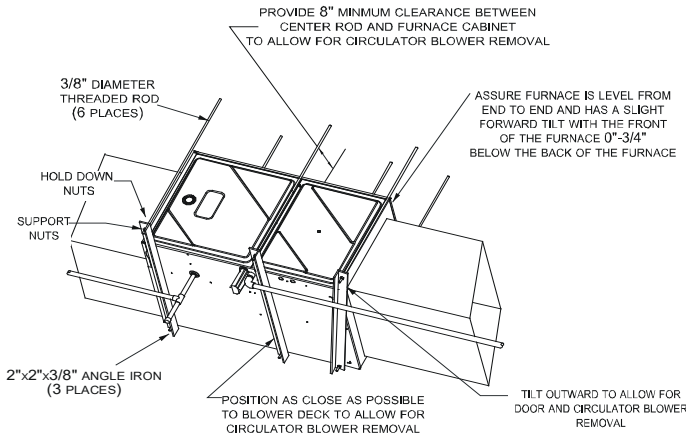 PROVIDE 8" MINMUM CLEARANCE BETWEEN
CENTER ROD AND FURNACE CABINET
TO ALLOW FOR CIRCULATOR BLOWER REMOVAL
3/8" DIAMETER
THREADED ROD
(6 PLACES)
ASSURE FURNACE IS LEVEL FROM
END TO END AND HAS A SLIGHT
FORWARD TILT WITH THE FRONT
OF THE FURNACE 0"-3/4"
BELOW THE BACK OF THE FURNACE
HOLD DOWN
NUTS
SUPPORT
NUTS
2"x2"x3/8" ANGLE IRON
(3 PLACES)
POSITION AS CLOSE AS POSSIBLE
TO BLOWER DECK TO ALLOW FOR
CIRCULATOR BLOWER REMOVAL
TILT OUTWARD TO ALLOW FOR
DOOR AND CIRCULATOR BLOWER
REMOVAL